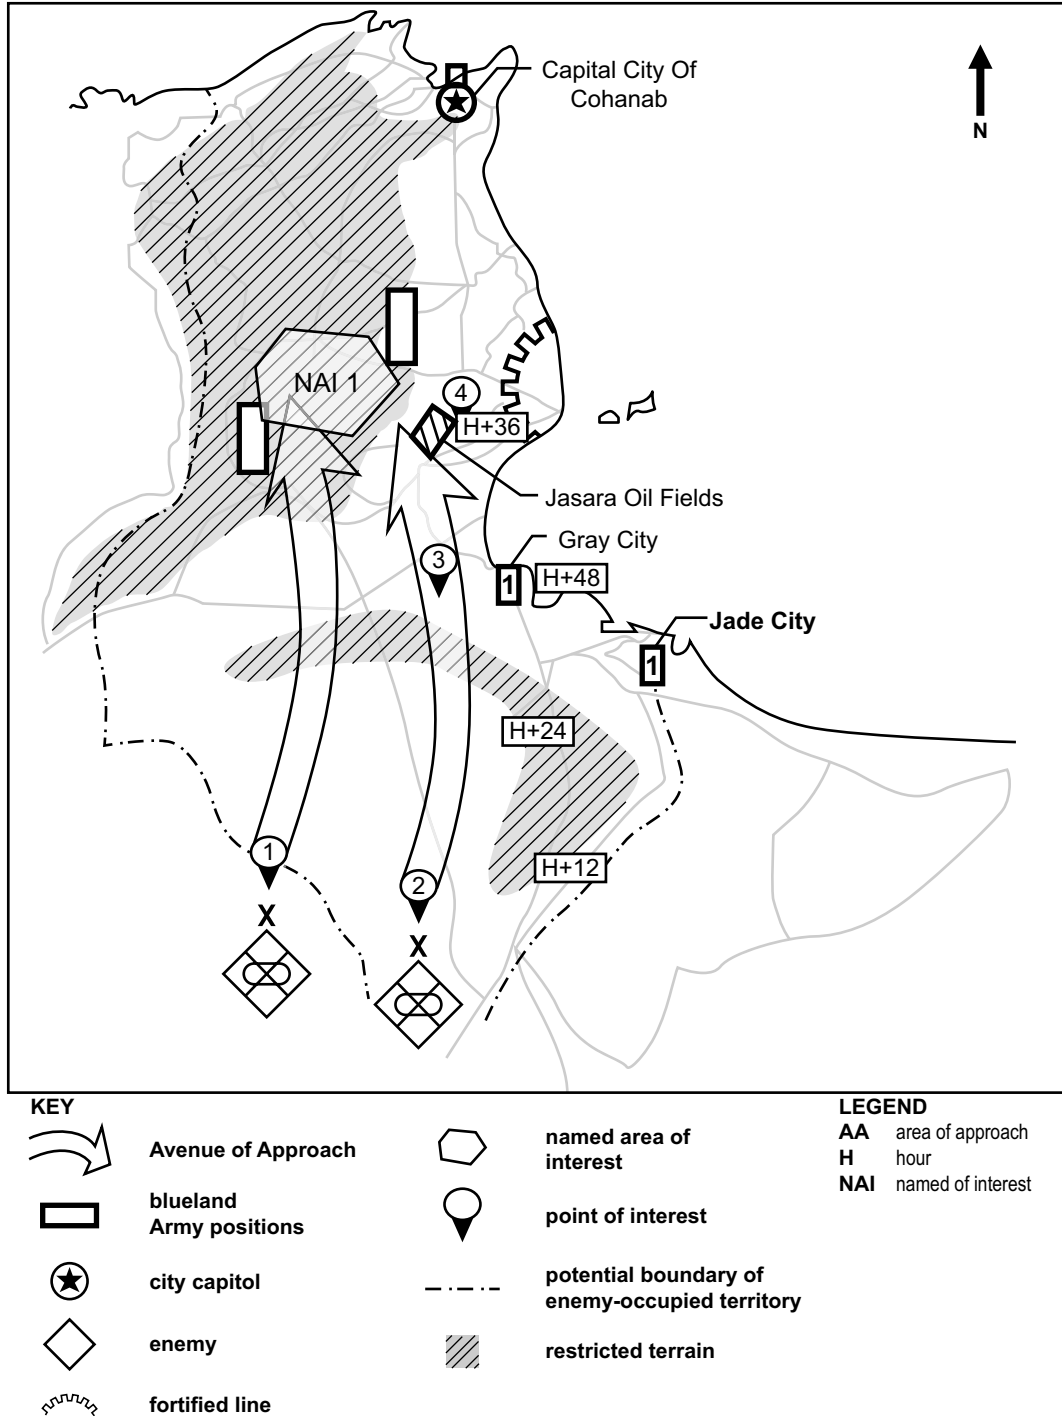 Capital City Of
Cohanab
N
NAI 1
4
H+36
Jasara Oil Fields
Gray City
3
1
H+48
Jade City
1
H+24
1
H+12
2
X
X
KEY
Avenue of Approach
blueland
Army positions
city capitol
enemy
fortified line
named area of
interest
point of interest
potential boundary of
enemy-occupied territory
restricted terrain
LEGEND
AA area of approach
H hour
NAI named of interest